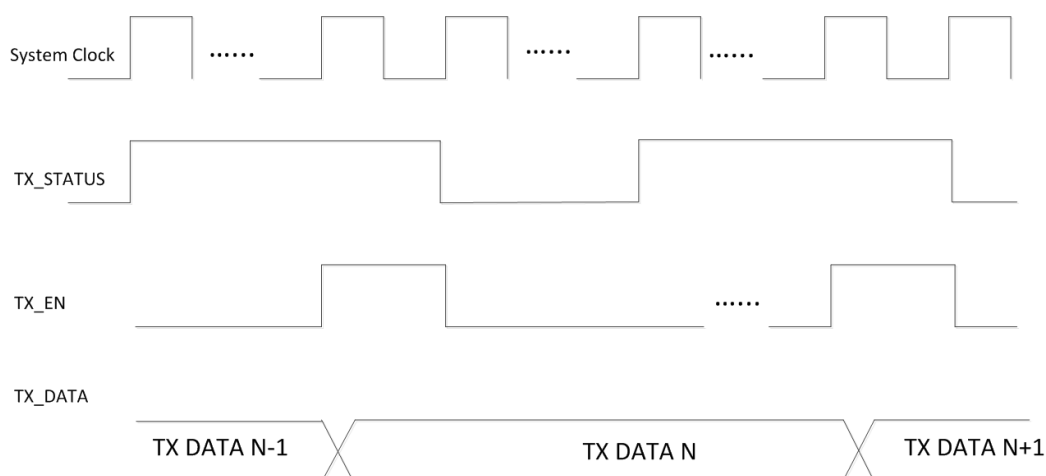 System Clock
......
......
......
TX_STATUS
TX_EN
......
TX_DATA
TX DATA N-1
TX DATA N
TX DATA N+1